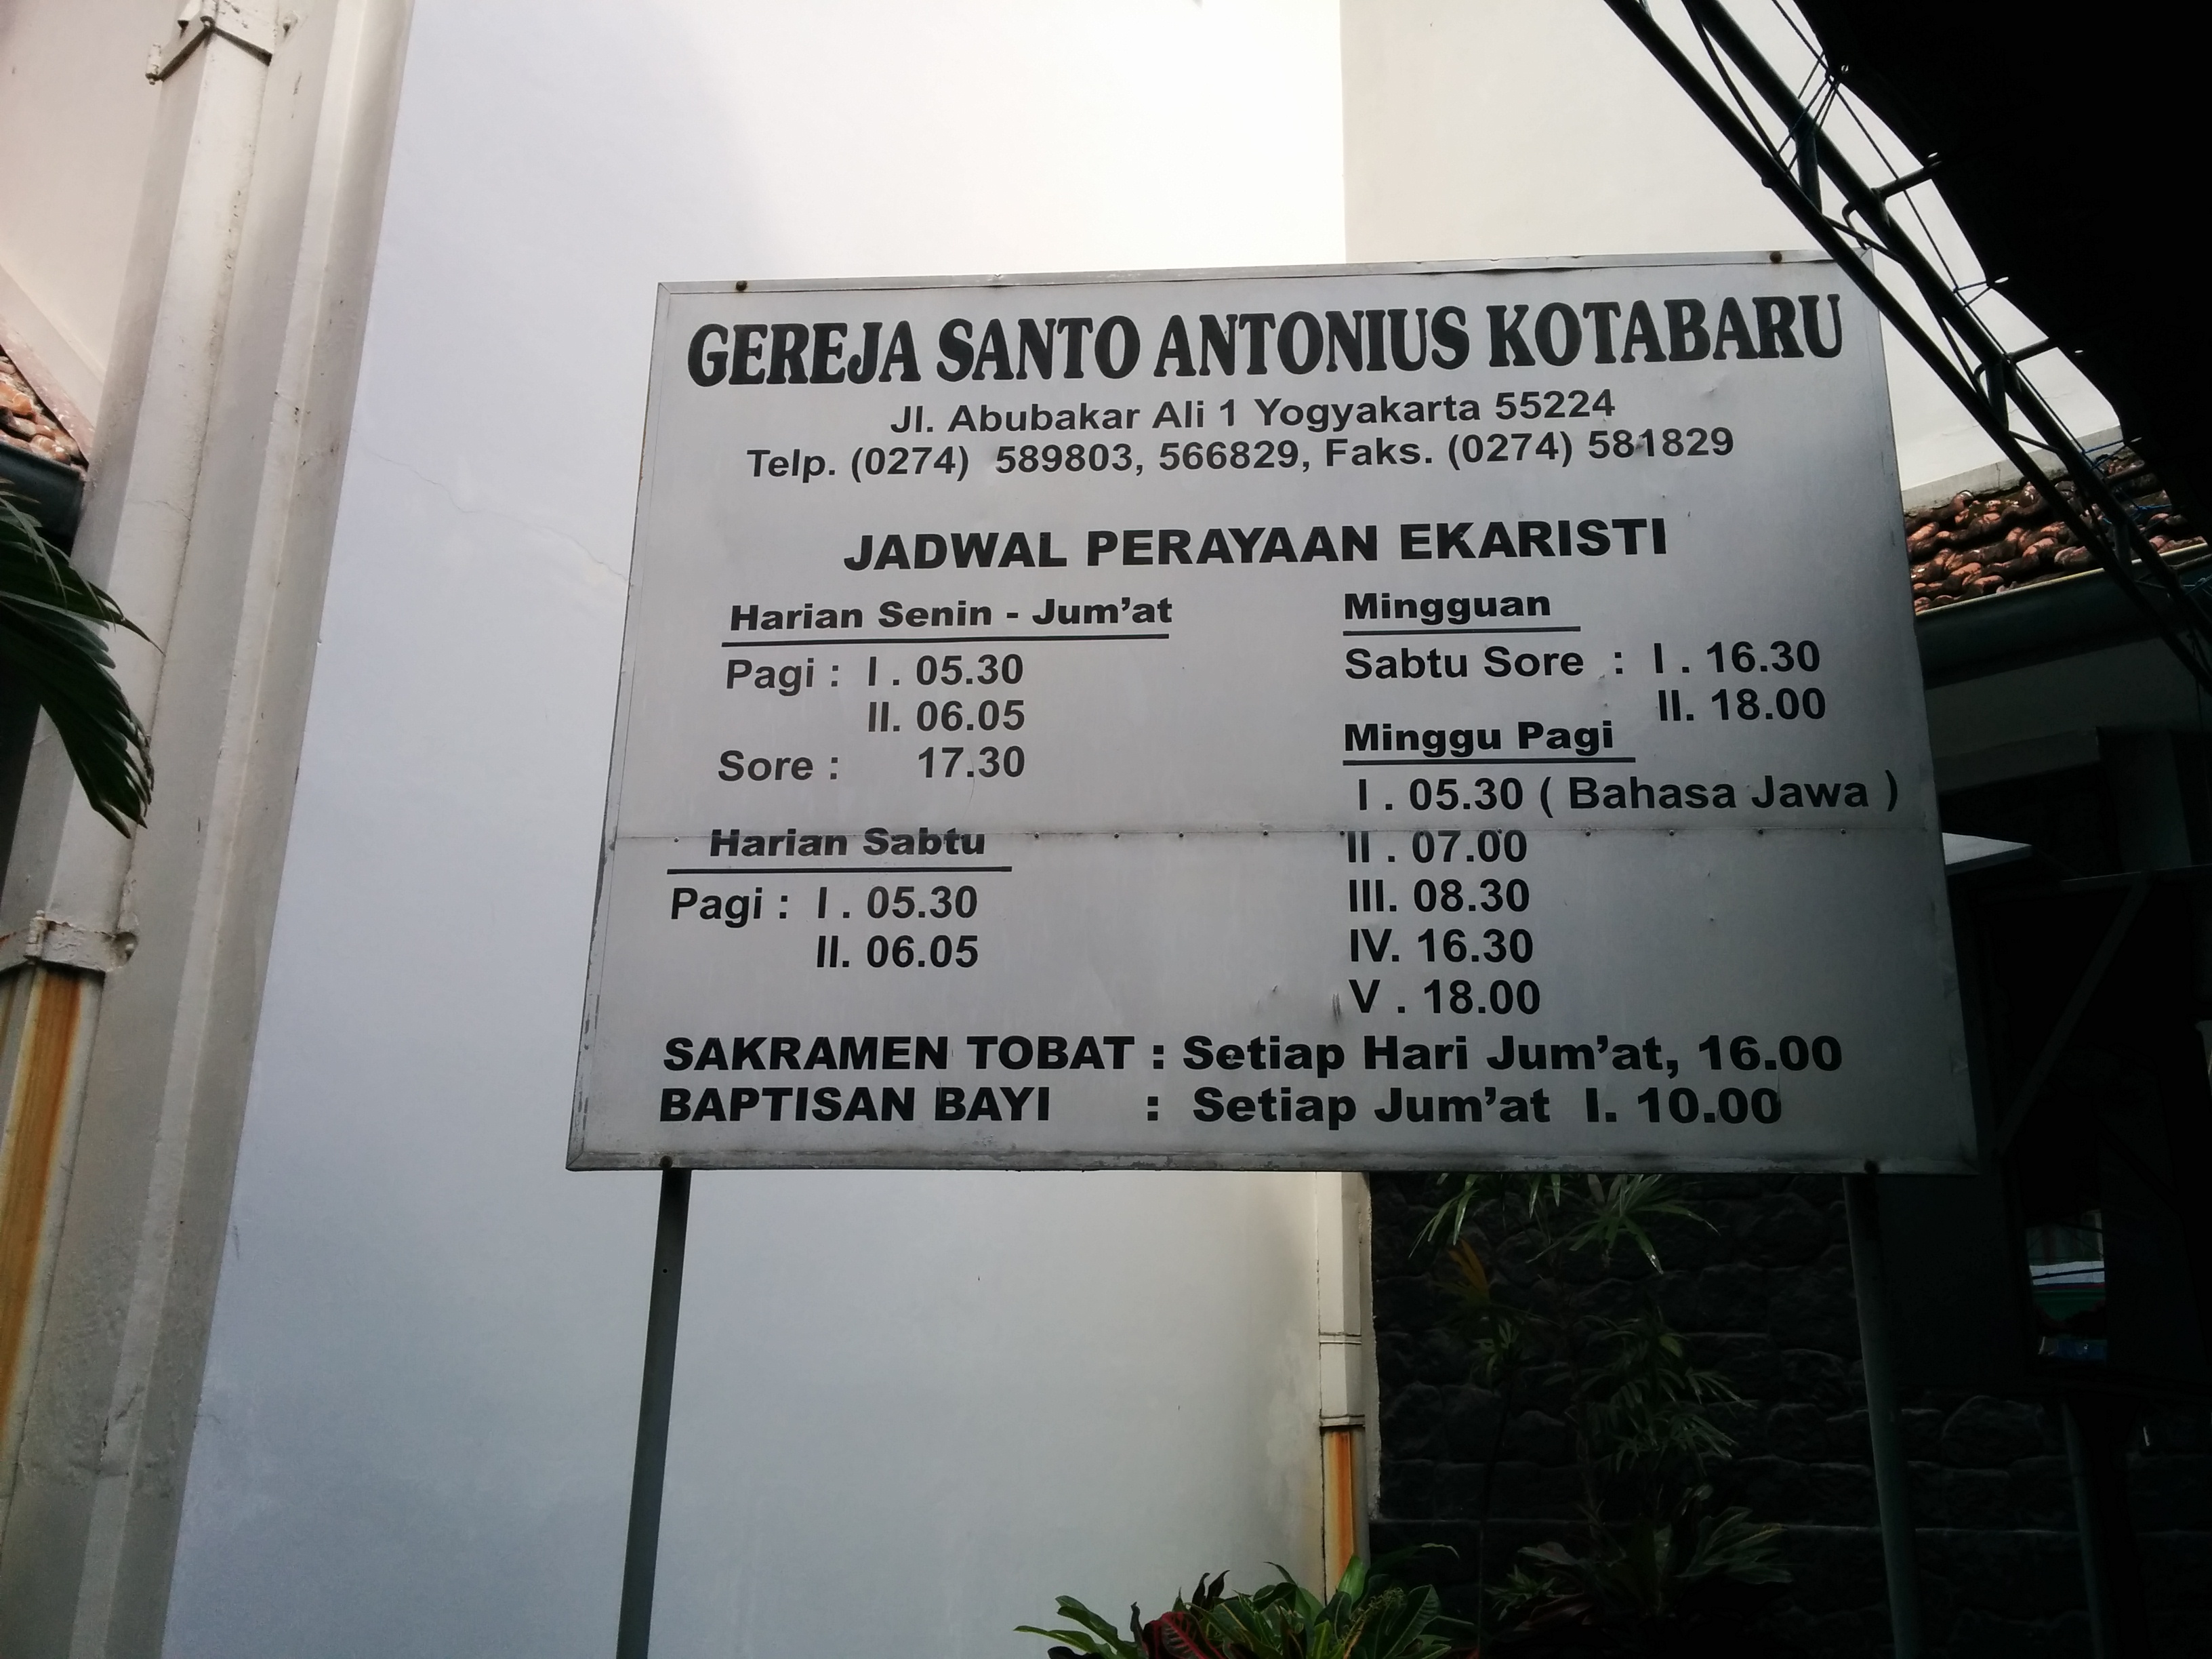 GEREJA SANTO ANTONIUS KOTABARU
Jl. Abubakar Ali 1 Yogyakarta 55224
Telp. (0274) 589803, 566829, Faks. (0274) 581829
JADWAL PERAYAAN EKARISTI
Harian Senin - Jum'at
Pagi : I . 05.30
II. 06.05
Sore : 17.30
Harian Sabtu
Pagi : I . 05.30
II. 06.05
Mingguan
Sabtu Sore : I . 16.30
II. 18.00
Minggu Pagi
I . 05.30 ( Bahasa Jawa )
II . 07.00
III. 08.30
IV. 16.30
V . 18.00
SAKRAMEN TOBAT : Setiap Hari Jum'at, 16.00
BAPTISAN BAYI : Setiap Jum'at I. 10.00